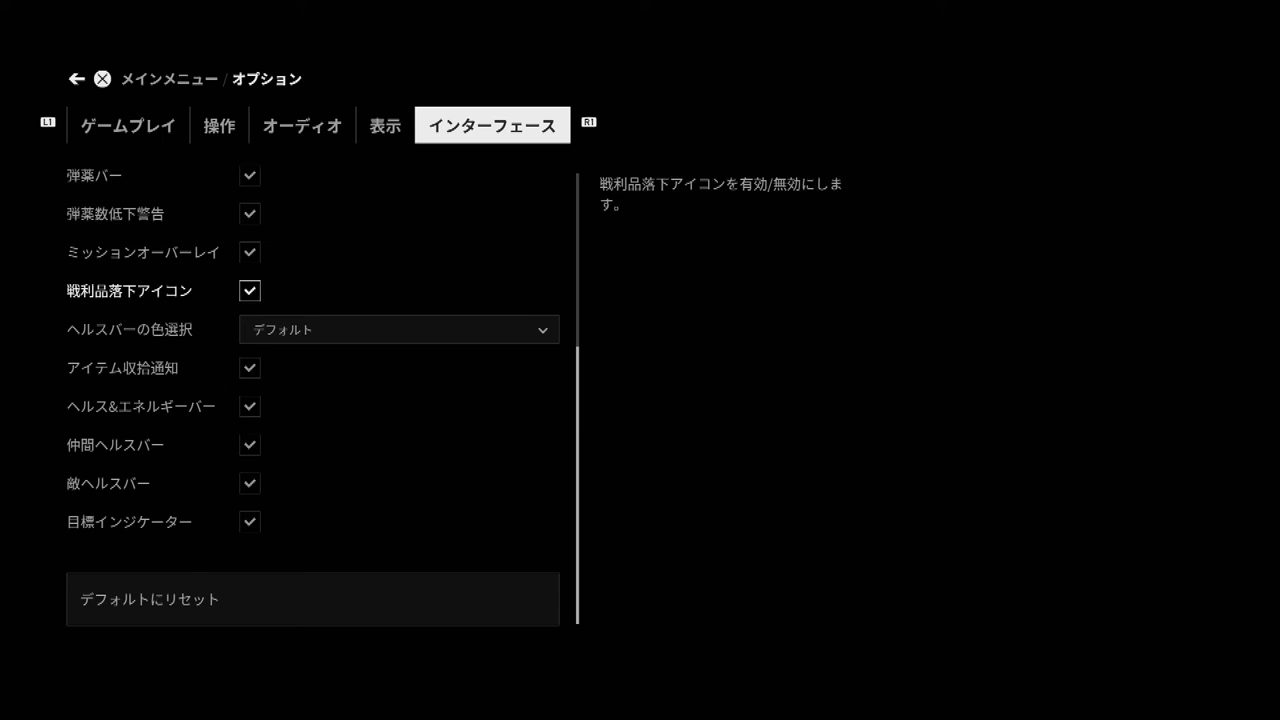 メインメニュー / オプション
L1 ゲームプレイ 操作 オーディオ 表示 インターフェース R1
弾薬バー
弾薬数低下警告
ミッションオーバーレイ
戦利品落下アイコン
ヘルスバーの色選択 デフォルト
アイテム収拾通知
ヘルス&エネルギーバー
仲間ヘルスバー
敵ヘルスバー
目標インジケーター
デフォルトにリセット
戦利品落下アイコンを有効/無効にしま
す。